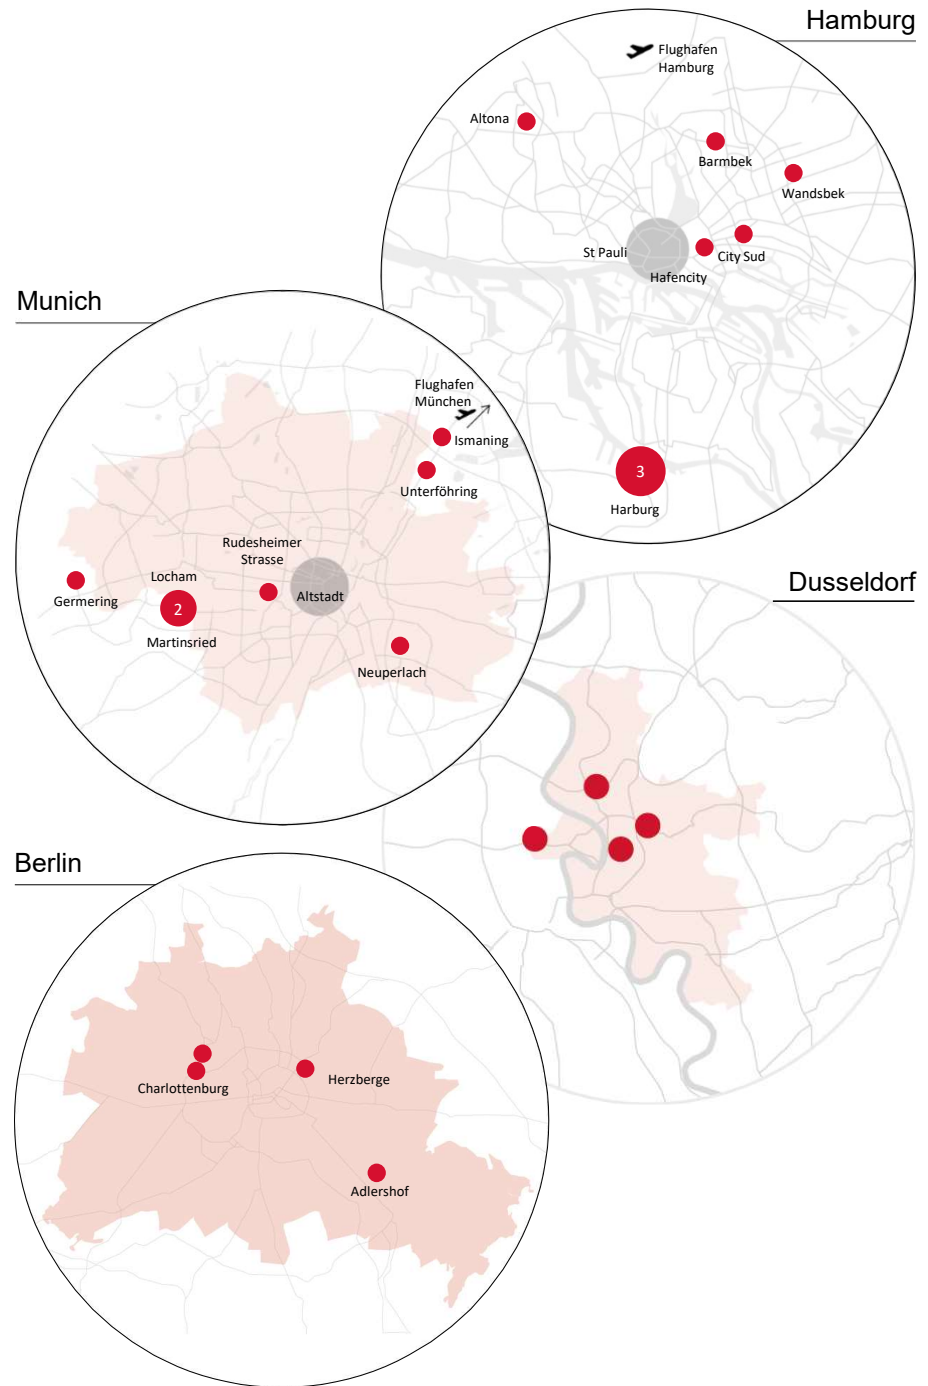 Hamburg
Flughafen
Hamburg
Altona
Barmbek
Wandsbek
St Pauli
City Sud
Hafencity
3
Harburg
Munich
Flughafen
München
Ismaning
Unterföhring
Rudesheimer
Strasse
Locham
Altstadt
Germering
2
Martinsried
Neuperlach
Dusseldorf
Berlin
Charlottenburg
Herzberge
Adlershof